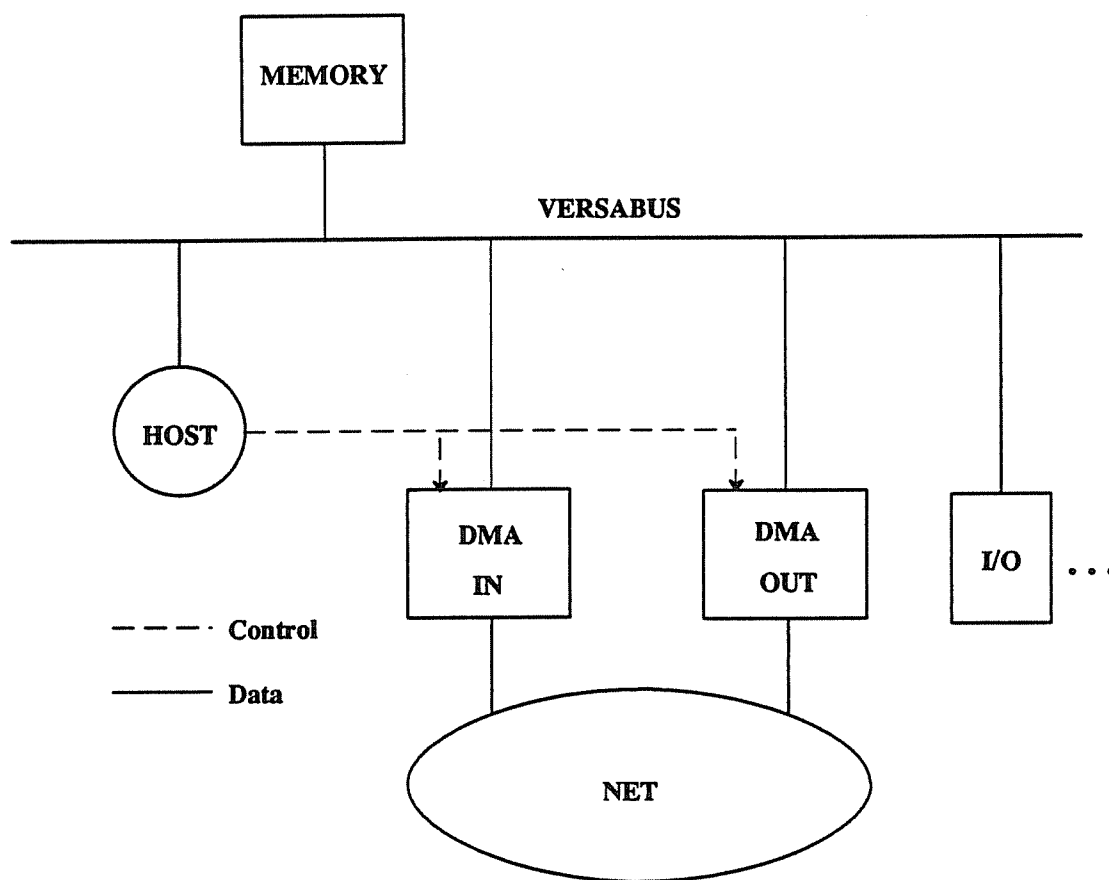 MEMORY
VERSABUS
HOST
DMA
IN
DMA
OUT
I/O
...
Control
Data
NET